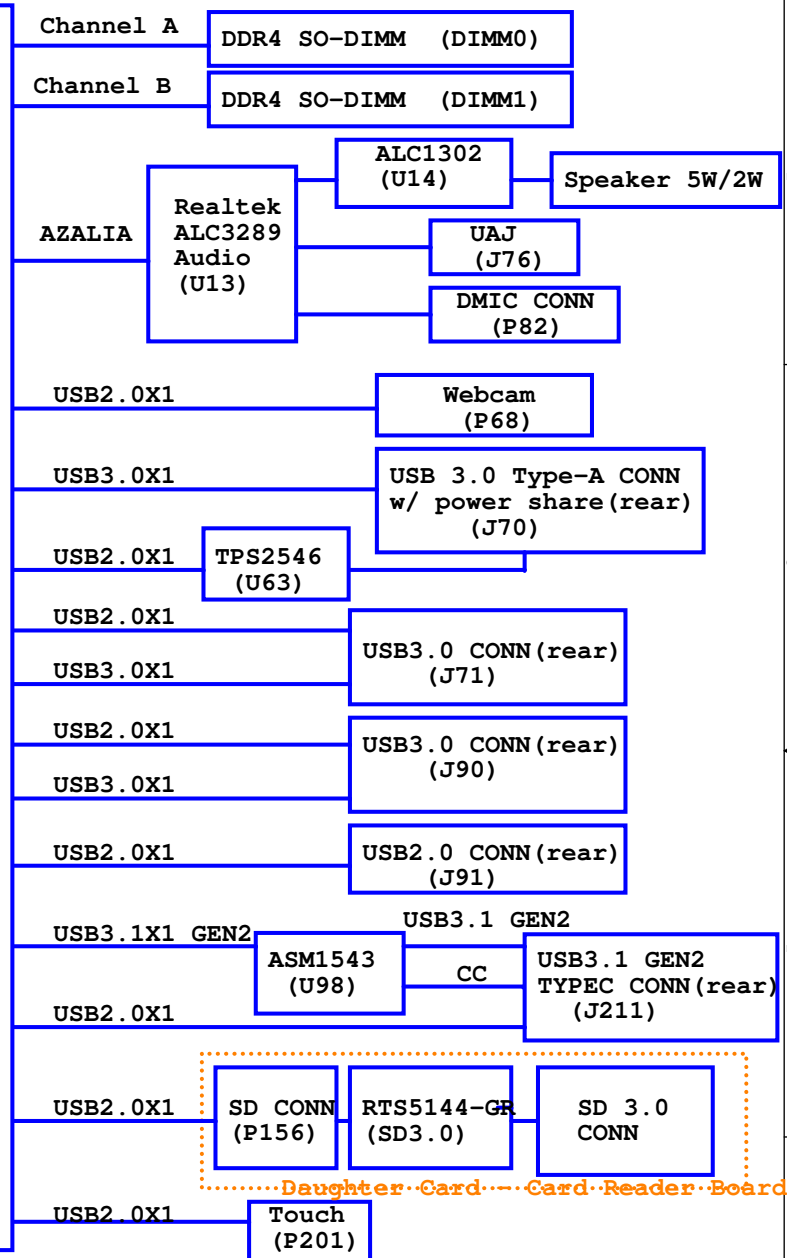 Channel A
DDR4 SO-DIMM (DIMM0)
Channel B
DDR4 SO-DIMM (DIMM1)
ALC1302
(U14)
Speaker 5W/2W
AZALIA
Realtek
ALC3289
Audio
(U13)
UAJ
(J76)
DMIC CONN
(P82)
USB2.0X1
Webcam
(P68)
USB3.0X1
USB 3.0 Type-A CONN
w/ power share(rear)
(J70)
USB2.0X1
TPS2546
(U63)
USB2.0X1
USB3.0X1
USB3.0 CONN(rear)
(J71)
USB2.0X1
USB3.0X1
USB3.0 CONN(rear)
(J90)
USB2.0X1
USB2.0 CONN(rear)
(J91)
USB3.1X1 GEN2
ASM1543
(U98)
USB3.1 GEN2
CC
USB3.1 GEN2
TYPEC CONN(rear)
(J211)
USB2.0X1
USB2.0X1
SD CONN
(P156)
RTS5144-GR
(SD3.0)
SD 3.0
CONN
Daughter Card - Card Reader Board
USB2.0X1
Touch
(P201)